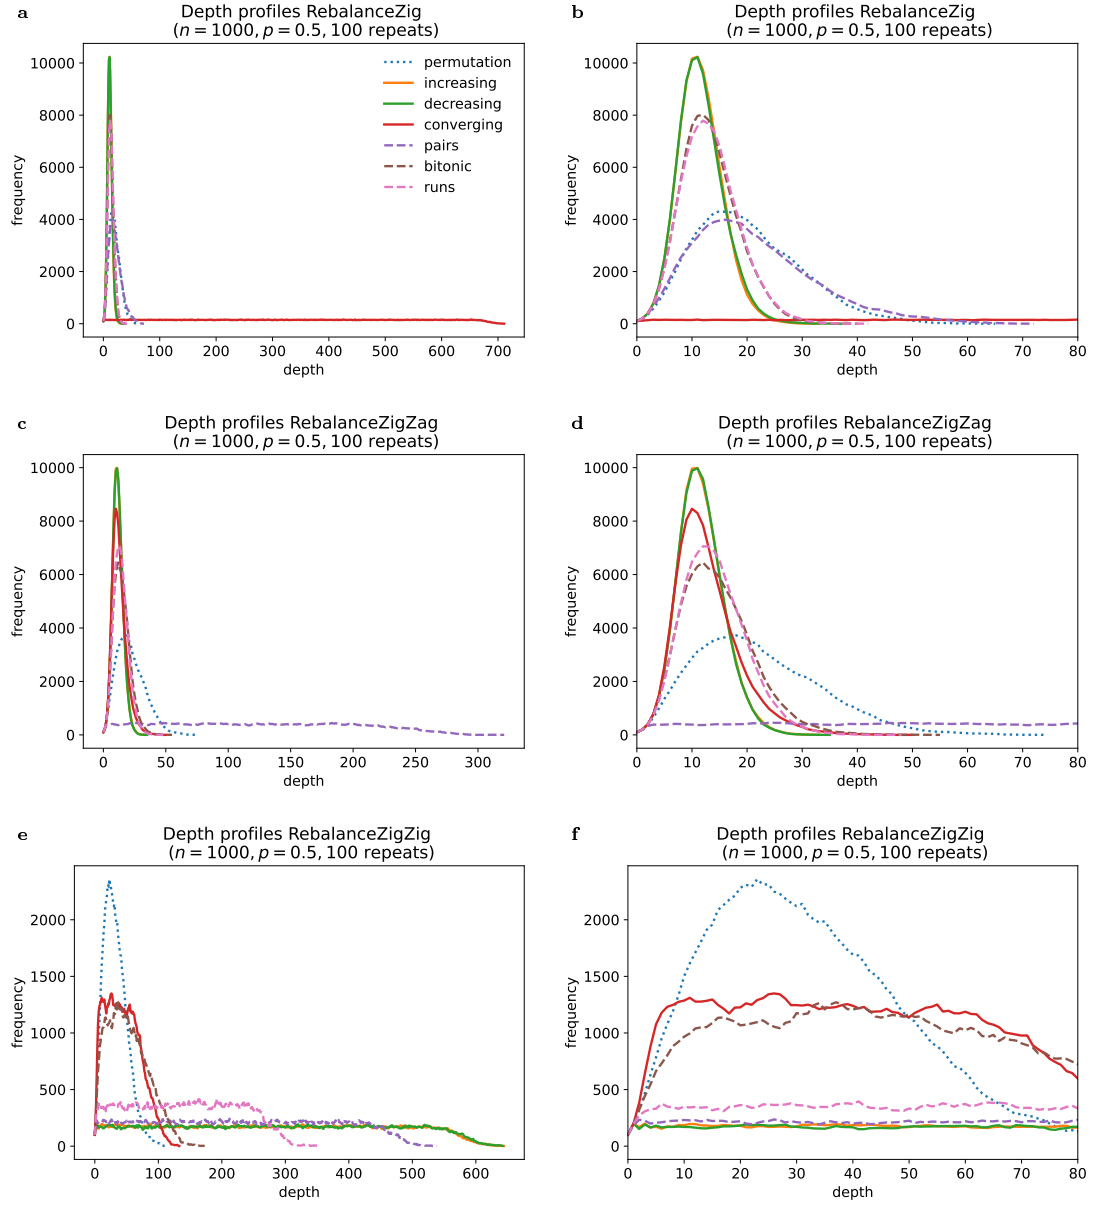 a
Depth profiles RebalanceZig
(n = 1000, p = 0.5, 100 repeats)
10000
8000
6000
4000
2000
0
frequency
permutation
increasing
decreasing
converging
pairs
bitonic
runs
0 100 200 300 400 500 600 700
depth
b
Depth profiles RebalanceZig
(n = 1000, p = 0.5, 100 repeats)
10000
8000
6000
4000
2000
0
frequency
0 10 20 30 40 50 60 70 80
depth
c
Depth profiles RebalanceZigZag
(n = 1000, p = 0.5, 100 repeats)
10000
8000
6000
4000
2000
0
frequency
0 50 100 150 200 250 300
depth
d
Depth profiles RebalanceZigZag
(n = 1000, p = 0.5, 100 repeats)
10000
8000
6000
4000
2000
0
frequency
0 10 20 30 40 50 60 70 80
depth
e
Depth profiles RebalanceZigZig
(n = 1000, p = 0.5, 100 repeats)
2000
1500
1000
500
0
frequency
0 100 200 300 400 500 600
depth
f
Depth profiles RebalanceZigZig
(n = 1000, p = 0.5, 100 repeats)
2000
1500
1000
500
0
frequency
0 10 20 30 40 50 60 70 80
depth